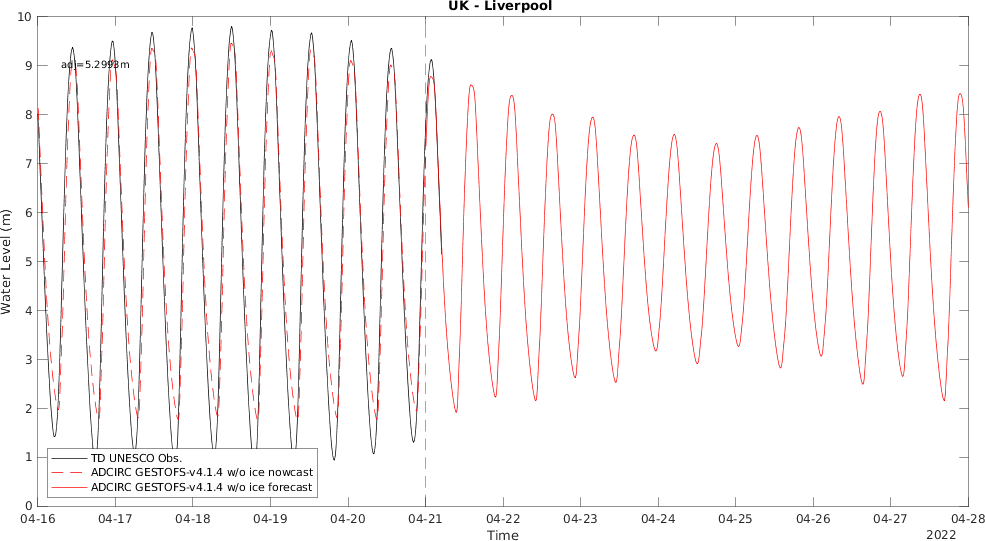 UK - Liverpool
10
9
8
7
6
5
4
3
2
1
0
Water Level (m)
adj=5.2993m
TD UNESCO Obs.
ADCIRC GESTOFS-v4.1.4 w/o ice nowcast
ADCIRC GESTOFS-v4.1.4 w/o ice forecast
04-16 04-17 04-18 04-19 04-20 04-21 04-22 04-23 04-24 04-25 04-26 04-27 04-28
Time
2022